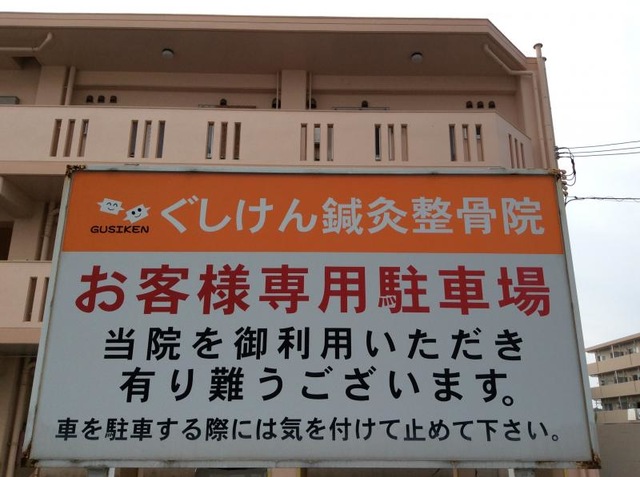 GUSIKEN
ぐしけん鍼灸整骨院
お客様専用駐車場
当院を御利用いただき
有り難うございます。
車を駐車する際には気を付けて止めて下さい。